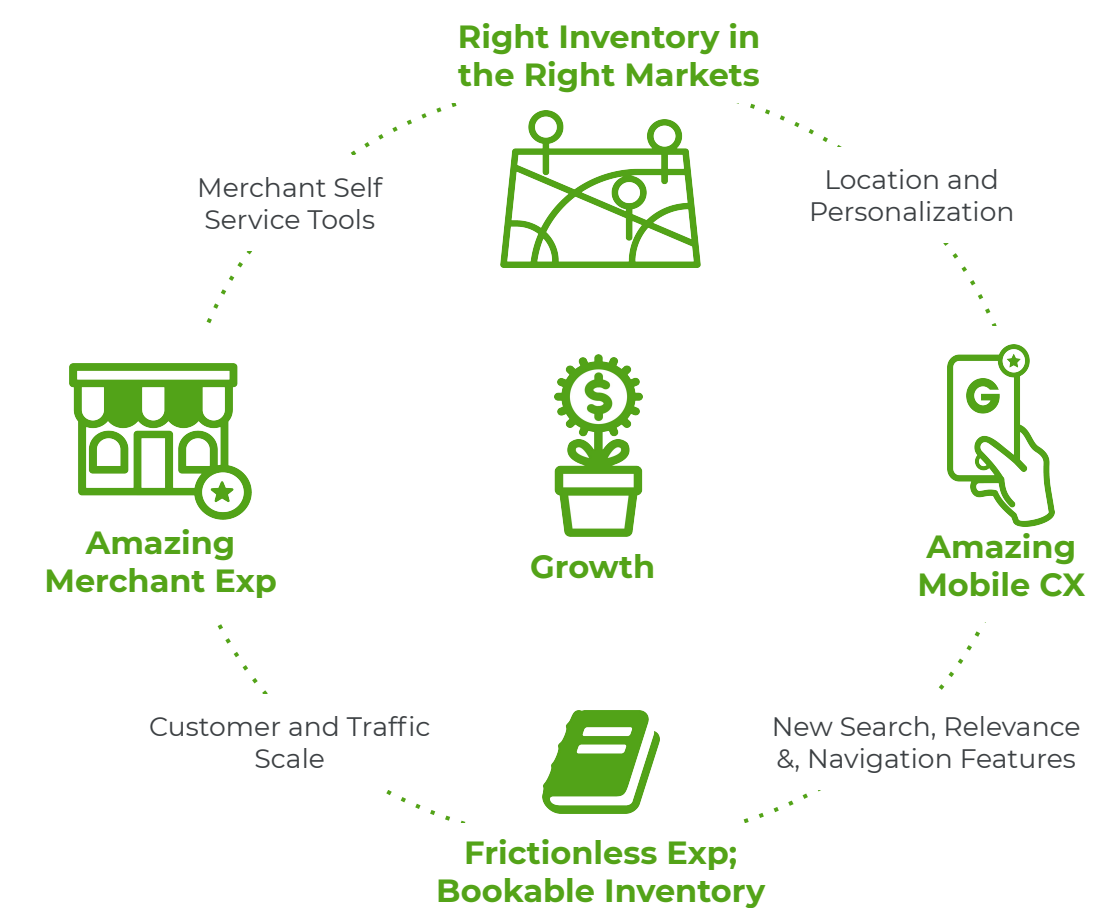 Right Inventory in
the Right Markets
Merchant Self
Service Tools
Location and
Personalization
G
$
Amazing
Merchant Exp
Growth
Amazing
Mobile CX
Customer and Traffic
Scale
New Search, Relevance
&, Navigation Features
Frictionless Exp;
Bookable Inventory